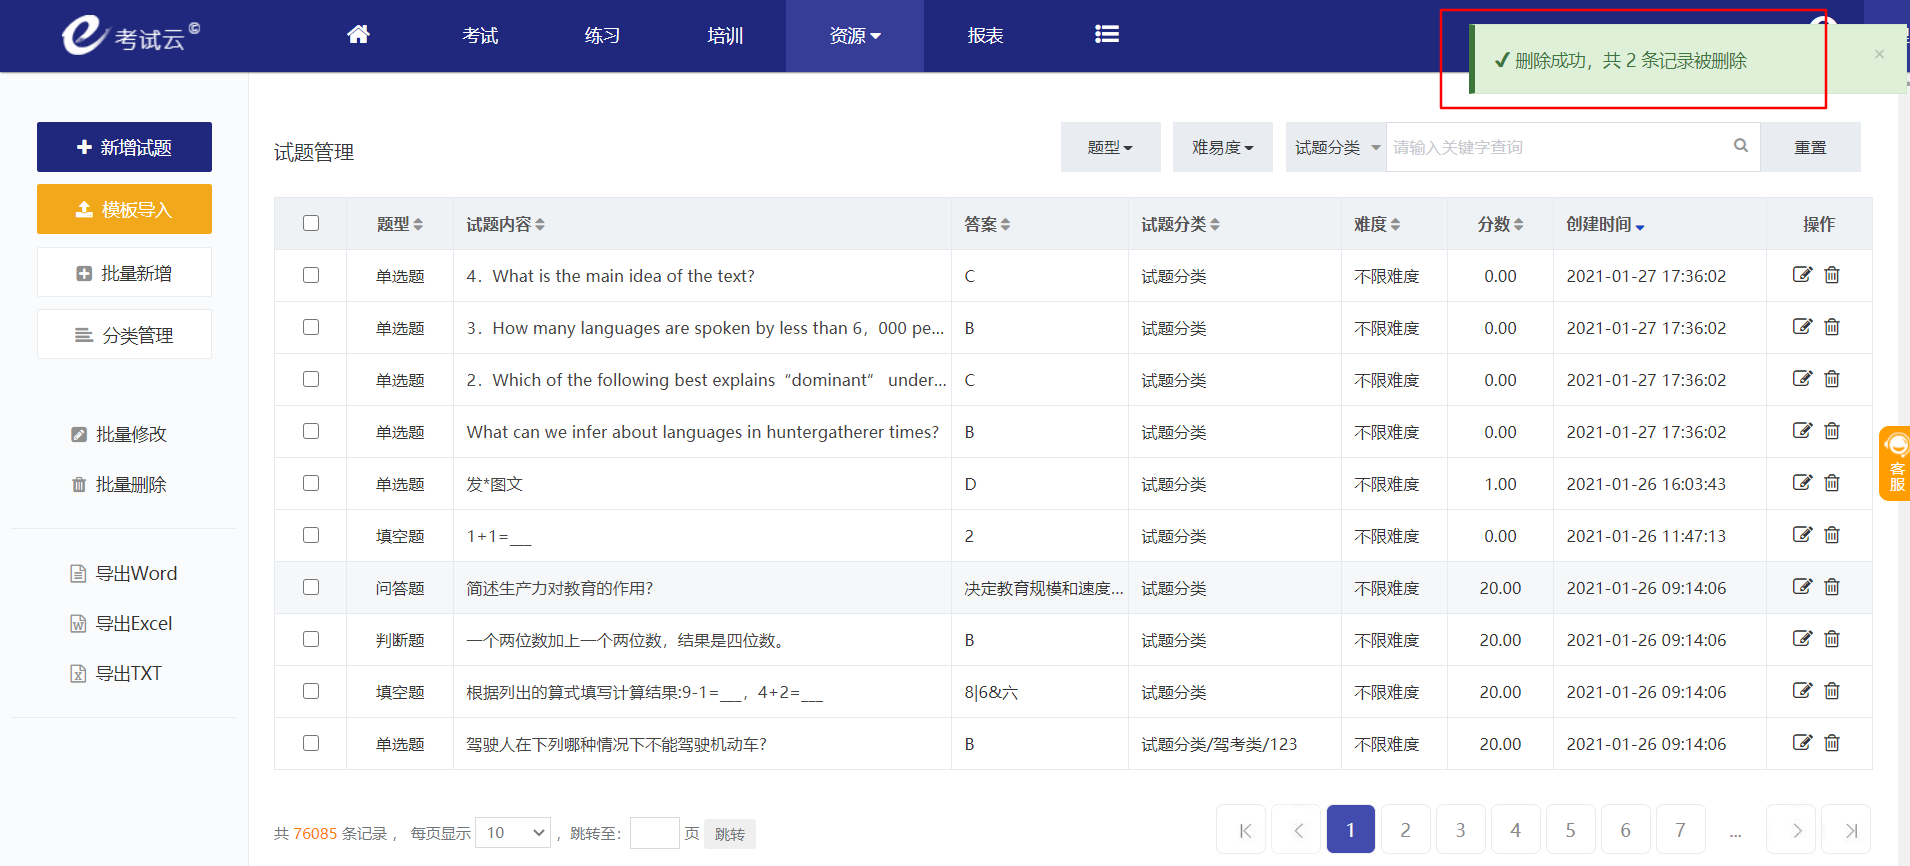 考试云©
考试
练习
培训
资源
报表
删除成功，共 2 条记录被删除
×
新增试题
模板导入
批量新增
分类管理
批量修改
批量删除
导出Word
导出Excel
导出TXT
试题管理
题型
难易度
试题分类
请输入关键字查询
重置
题型 试题内容 答案 试题分类 难度 分数 创建时间 操作
单选题 4．What is the main idea of the text? C 试题分类 不限难度 0.00 2021-01-27 17:36:02
单选题 3．How many languages are spoken by less than 6，000 pe... B 试题分类 不限难度 0.00 2021-01-27 17:36:02
单选题 2．Which of the following best explains“dominant” under... C 试题分类 不限难度 0.00 2021-01-27 17:36:02
单选题 What can we infer about languages in huntergatherer times? B 试题分类 不限难度 0.00 2021-01-27 17:36:02
单选题 发*图文 D 试题分类 不限难度 1.00 2021-01-26 16:03:43
填空题 1+1=___ 2 试题分类 不限难度 0.00 2021-01-26 11:47:13
问答题 简述生产力对教育的作用? 决定教育规模和速度... 试题分类 不限难度 20.00 2021-01-26 09:14:06
判断题 一个两位数加上一个两位数，结果是四位数。 B 试题分类 不限难度 20.00 2021-01-26 09:14:06
填空题 根据列出的算式填写计算结果:9-1=___，4+2=___ 8|6&六 试题分类 不限难度 20.00 2021-01-26 09:14:06
单选题 驾驶人在下列哪种情况下不能驾驶机动车? B 试题分类/驾考类/123 不限难度 20.00 2021-01-26 09:14:06
客服
共 76085 条记录 ， 每页显示 10 ，跳转至: 页 跳转
1 2 3 4 5 6 7 ...